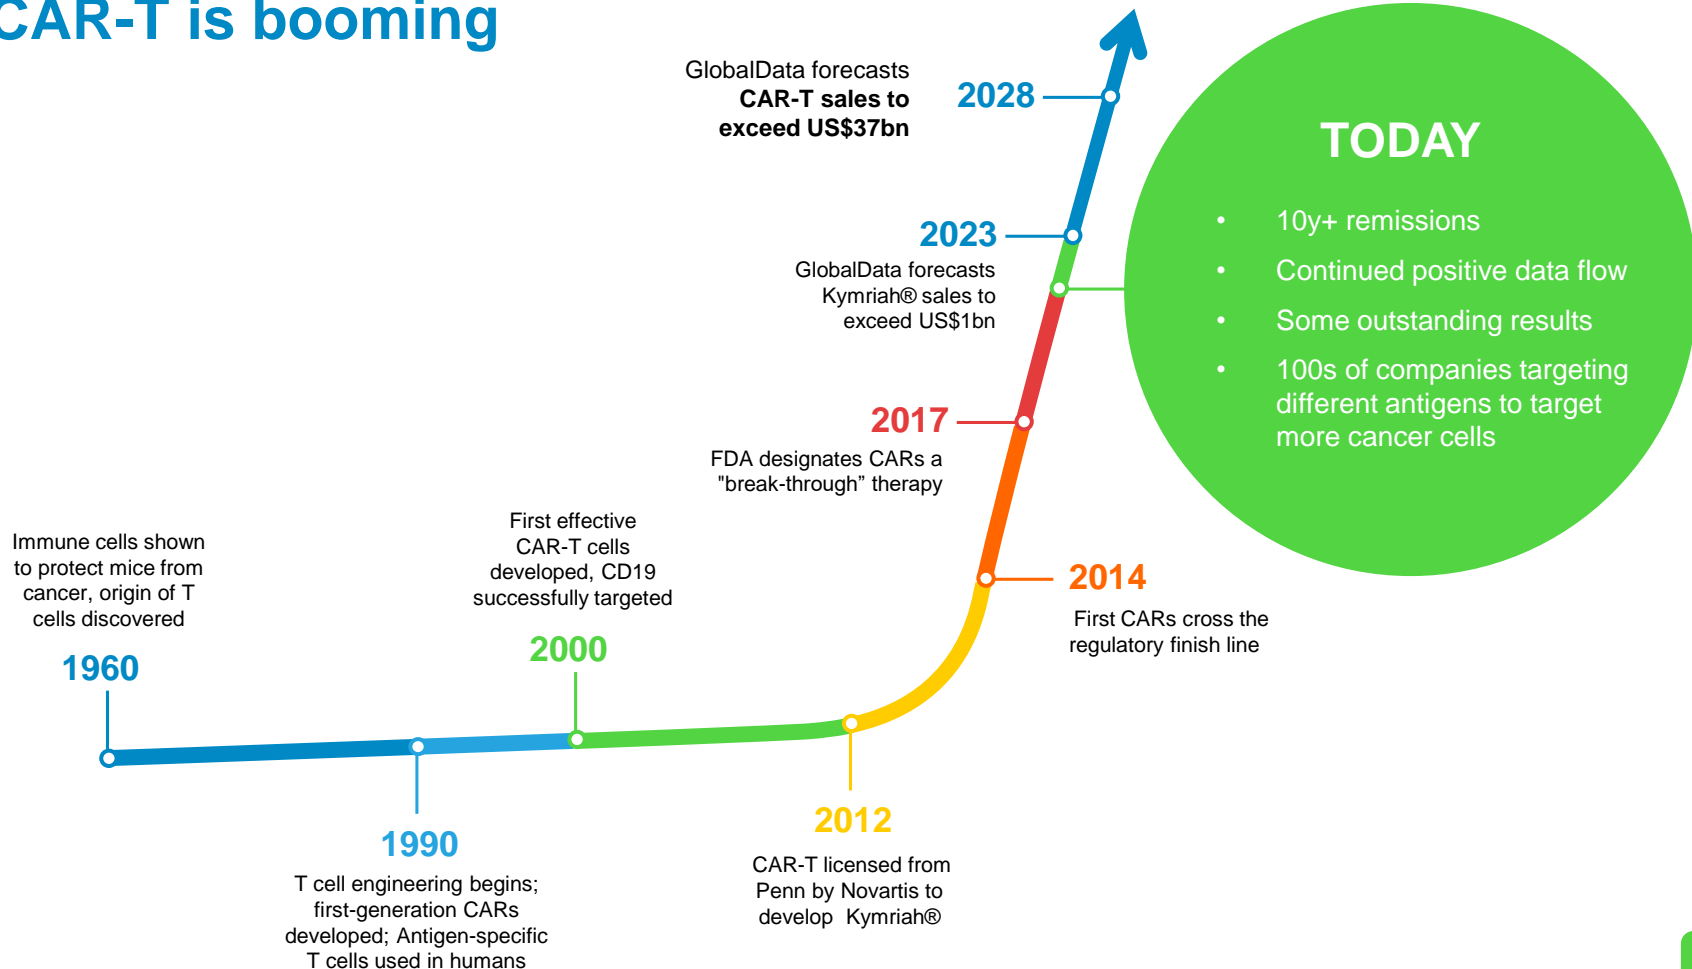 CAR-T is booming
GlobalData forecasts
CAR-T sales to
exceed US$37bn
2028
TODAY
• 10y+ remissions
• Continued positive data flow
• Some outstanding results
• 100s of companies targeting
different antigens to target
more cancer cells
2023
GlobalData forecasts
Kymriah® sales to
exceed US$1bn
2017
FDA designates CARs a
"break-through” therapy
2014
First CARs cross the
regulatory finish line
Immune cells shown
to protect mice from
cancer, origin of T
cells discovered
1960
First effective
CAR-T cells
developed, CD19
successfully targeted
2000
1990
T cell engineering begins;
first-generation CARs
developed; Antigen-specific
T cells used in humans
2012
CAR-T licensed from
Penn by Novartis to
develop Kymriah®